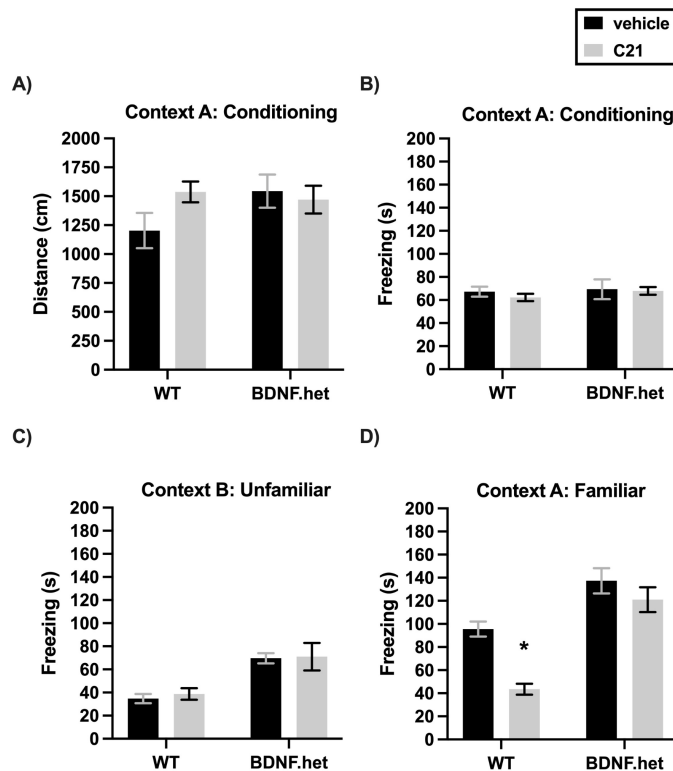 vehicle
C21
A)
Context A: Conditioning
Distance (cm)
2000
1750
1500
1250
1000
750
500
250
0
WT
BDNF.het
B)
Context A: Conditioning
Freezing (s)
200
180
160
140
120
100
80
60
40
20
0
WT
BDNF.het
C)
Context B: Unfamiliar
Freezing (s)
200
180
160
140
120
100
80
60
40
20
0
WT
BDNF.het
D)
Context A: Familiar
Freezing (s)
200
180
160
140
120
100
80
60
40
20
0
*
WT
BDNF.het